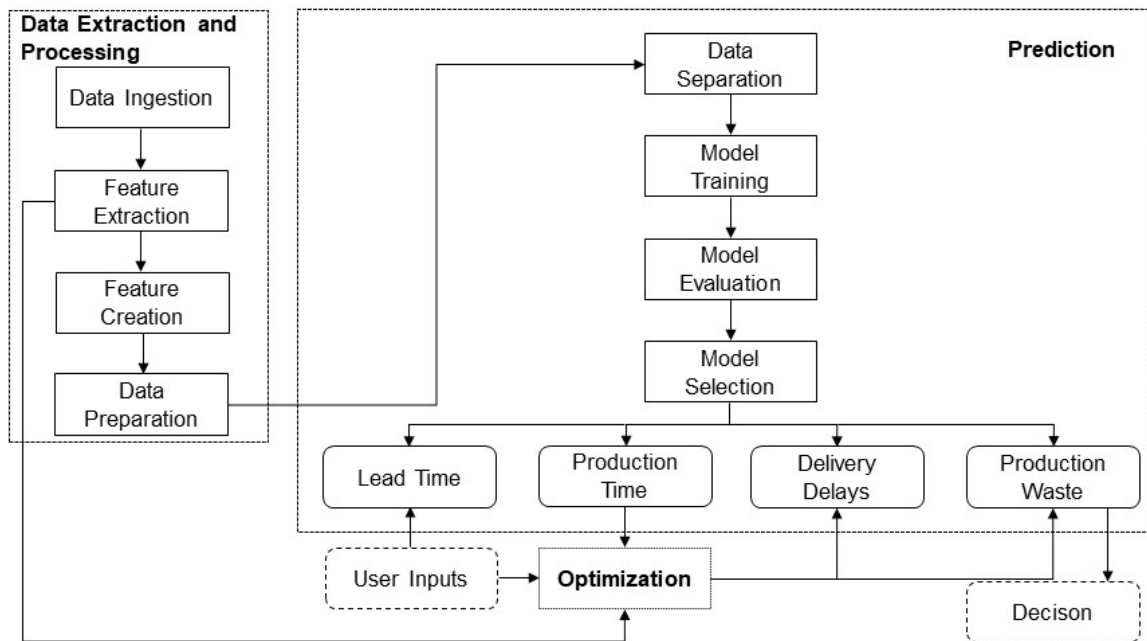 Data Extraction and
Processing
Data Ingestion
Feature
Extraction
Feature
Creation
Data
Preparation
Prediction
Data
Separation
Model
Training
Model
Evaluation
Model
Selection
Lead Time
Production
Time
Delivery
Delays
Production
Waste
User Inputs
Optimization
Decison